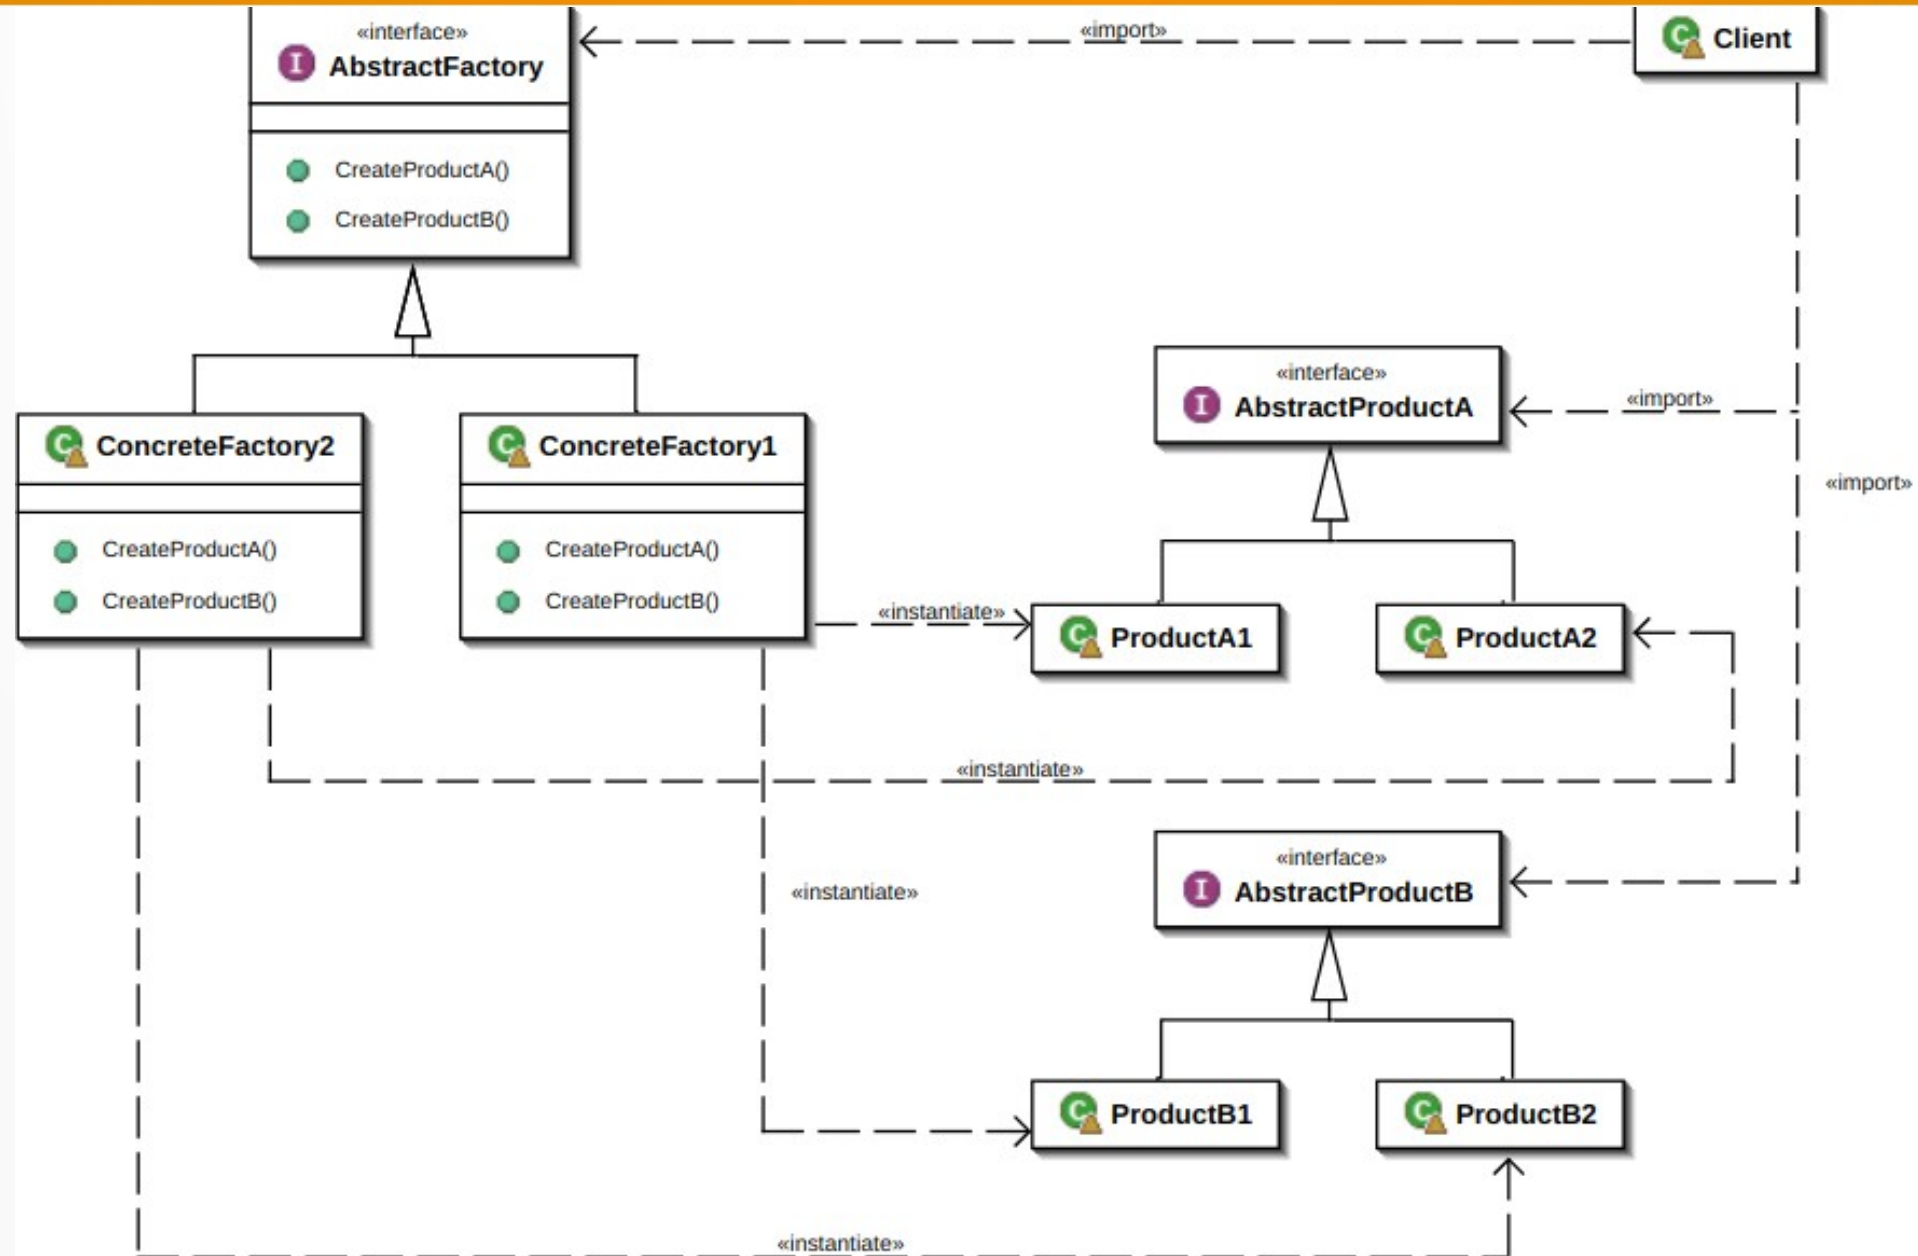 «interface»
AbstractFactory
CreateProductA()
CreateProductB()
«import»
Client
ConcreteFactory2
CreateProductA()
CreateProductB()
ConcreteFactory1
CreateProductA()
CreateProductB()
«interface»
AbstractProductA
«import»
«import»
«instantiate»
ProductA1
ProductA2
«instantiate»
«instantiate»
«interface»
AbstractProductB
ProductB1
ProductB2
«instantiate»